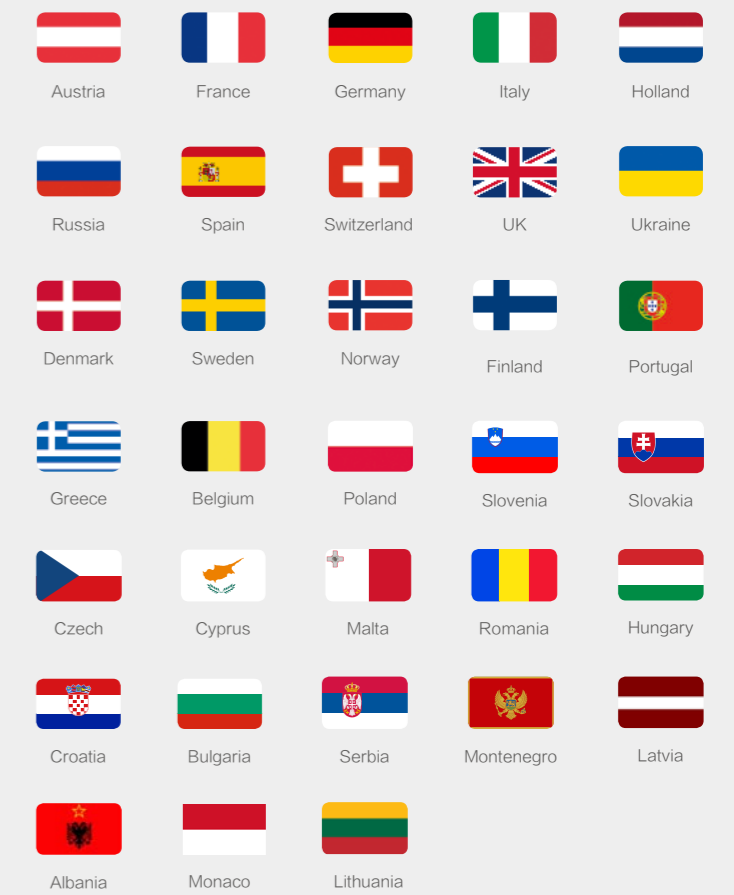 Austria
France
Germany
Italy
Holland
Russia
Spain
Switzerland
UK
Ukraine
Denmark
Sweden
Norway
Finland
Portugal
Greece
Belgium
Poland
Slovenia
Slovakia
Czech
Cyprus
Malta
Romania
Hungary
Croatia
Bulgaria
Serbia
Montenegro
Latvia
Albania
Monaco
Lithuania